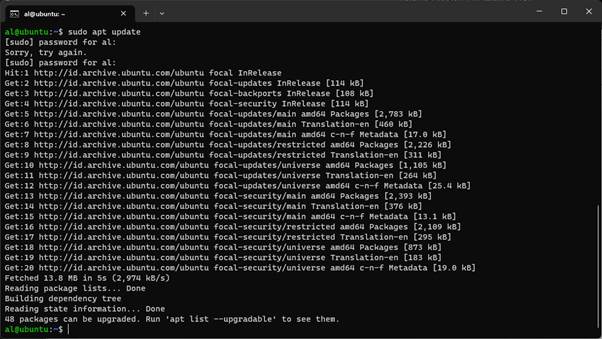 al@ubuntu: ~
al@ubuntu:~$ sudo apt update
[sudo] password for al:
Sorry, try again.
[sudo] password for al:
Hit:1 http://id.archive.ubuntu.com/ubuntu focal InRelease
Get:2 http://id.archive.ubuntu.com/ubuntu focal-updates InRelease [114 kB]
Get:3 http://id.archive.ubuntu.com/ubuntu focal-backports InRelease [108 kB]
Get:4 http://id.archive.ubuntu.com/ubuntu focal-security InRelease [114 kB]
Get:5 http://id.archive.ubuntu.com/ubuntu focal-updates/main amd64 Packages [2,783 kB]
Get:6 http://id.archive.ubuntu.com/ubuntu focal-updates/main Translation-en [460 kB]
Get:7 http://id.archive.ubuntu.com/ubuntu focal-updates/main amd64 c-n-f Metadata [17.0 kB]
Get:8 http://id.archive.ubuntu.com/ubuntu focal-updates/restricted amd64 Packages [2,226 kB]
Get:9 http://id.archive.ubuntu.com/ubuntu focal-updates/restricted Translation-en [311 kB]
Get:10 http://id.archive.ubuntu.com/ubuntu focal-updates/universe amd64 Packages [1,105 kB]
Get:11 http://id.archive.ubuntu.com/ubuntu focal-updates/universe Translation-en [264 kB]
Get:12 http://id.archive.ubuntu.com/ubuntu focal-updates/universe amd64 c-n-f Metadata [25.4 kB]
Get:13 http://id.archive.ubuntu.com/ubuntu focal-security/main amd64 Packages [2,393 kB]
Get:14 http://id.archive.ubuntu.com/ubuntu focal-security/main Translation-en [376 kB]
Get:15 http://id.archive.ubuntu.com/ubuntu focal-security/main amd64 c-n-f Metadata [13.1 kB]
Get:16 http://id.archive.ubuntu.com/ubuntu focal-security/restricted amd64 Packages [2,109 kB]
Get:17 http://id.archive.ubuntu.com/ubuntu focal-security/restricted Translation-en [295 kB]
Get:18 http://id.archive.ubuntu.com/ubuntu focal-security/universe amd64 Packages [873 kB]
Get:19 http://id.archive.ubuntu.com/ubuntu focal-security/universe Translation-en [183 kB]
Get:20 http://id.archive.ubuntu.com/ubuntu focal-security/universe amd64 c-n-f Metadata [19.0 kB]
Fetched 13.8 MB in 5s (2,974 kB/s)
Reading package lists... Done
Building dependency tree
Reading state information... Done
48 packages can be upgraded. Run 'apt list --upgradable' to see them.
al@ubuntu:~$